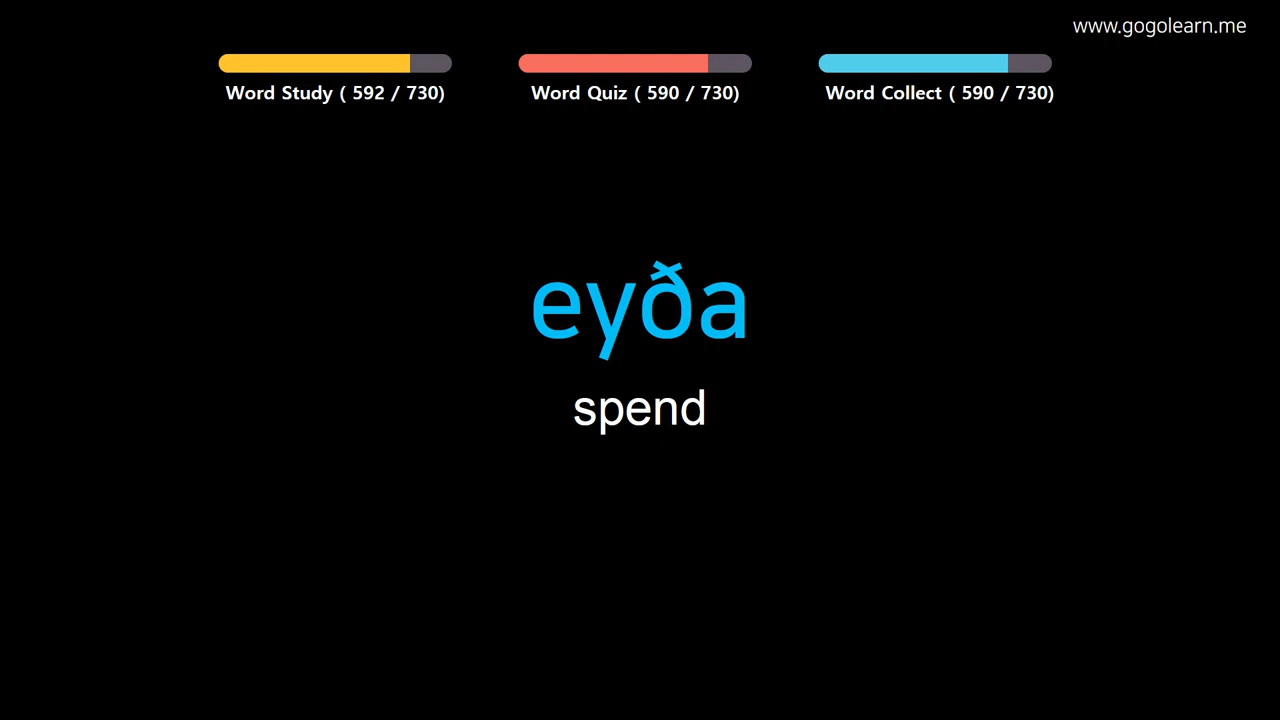 www.gogolearn.me
Word Study ( 592 / 730)
Word Quiz ( 590 / 730)
Word Collect ( 590 / 730)
eyða
spend